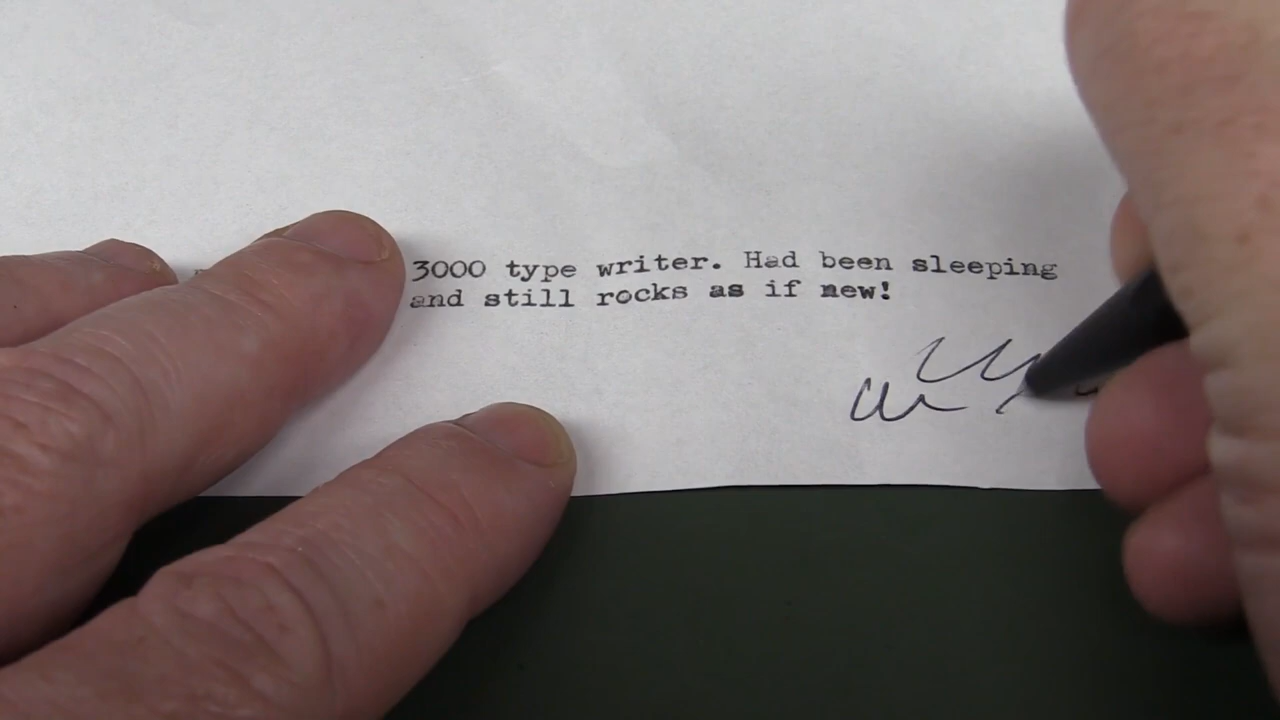 3000 type writer. Had been sleeping
and still rocks as if new!